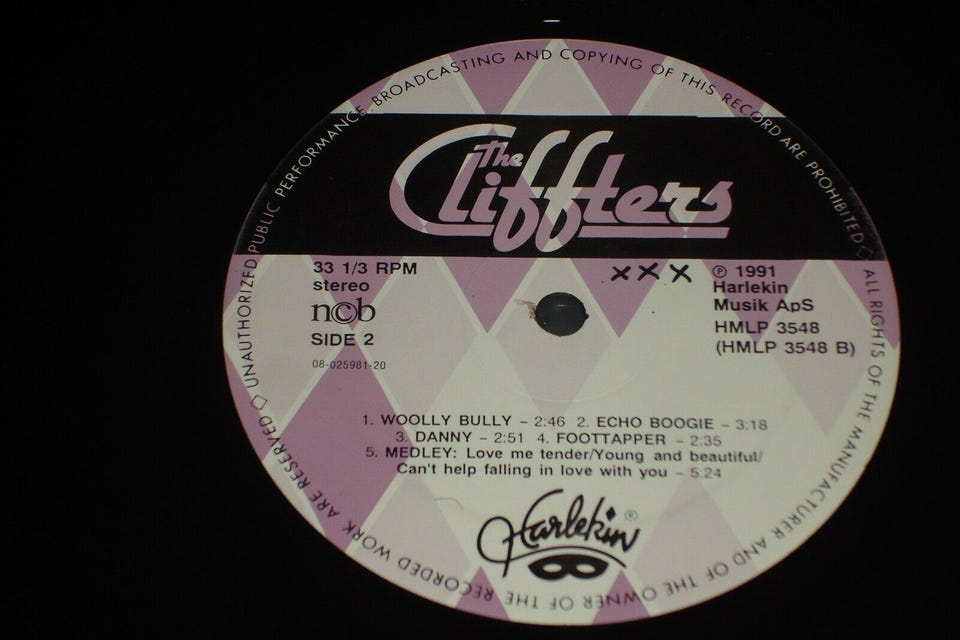 UNAUTHORIZED PUBLIC PERFORMANCE, BROADCASTING AND COPYING OF THIS RECORD ARE PROHIBITED ◇ ALL RIGHTS OF THE MANUFACTURER AND OF THE OWNER OF THE RECORDED WORK ARE RESERVED ◇
The
Cliffters
33 1/3 RPM
stereo
n©b
SIDE 2
08-025981-20
XXX
℗ 1991
Harlekin
Musik ApS
HMLP 3548
(HMLP 3548 B)
1. WOOLLY BULLY – 2:46 2. ECHO BOOGIE – 3:18
3. DANNY – 2:51 4. FOOTTAPPER – 2:35
5. MEDLEY: Love me tender/Young and beautiful/
Can't help falling in love with you – 5:24
Harlekin ®